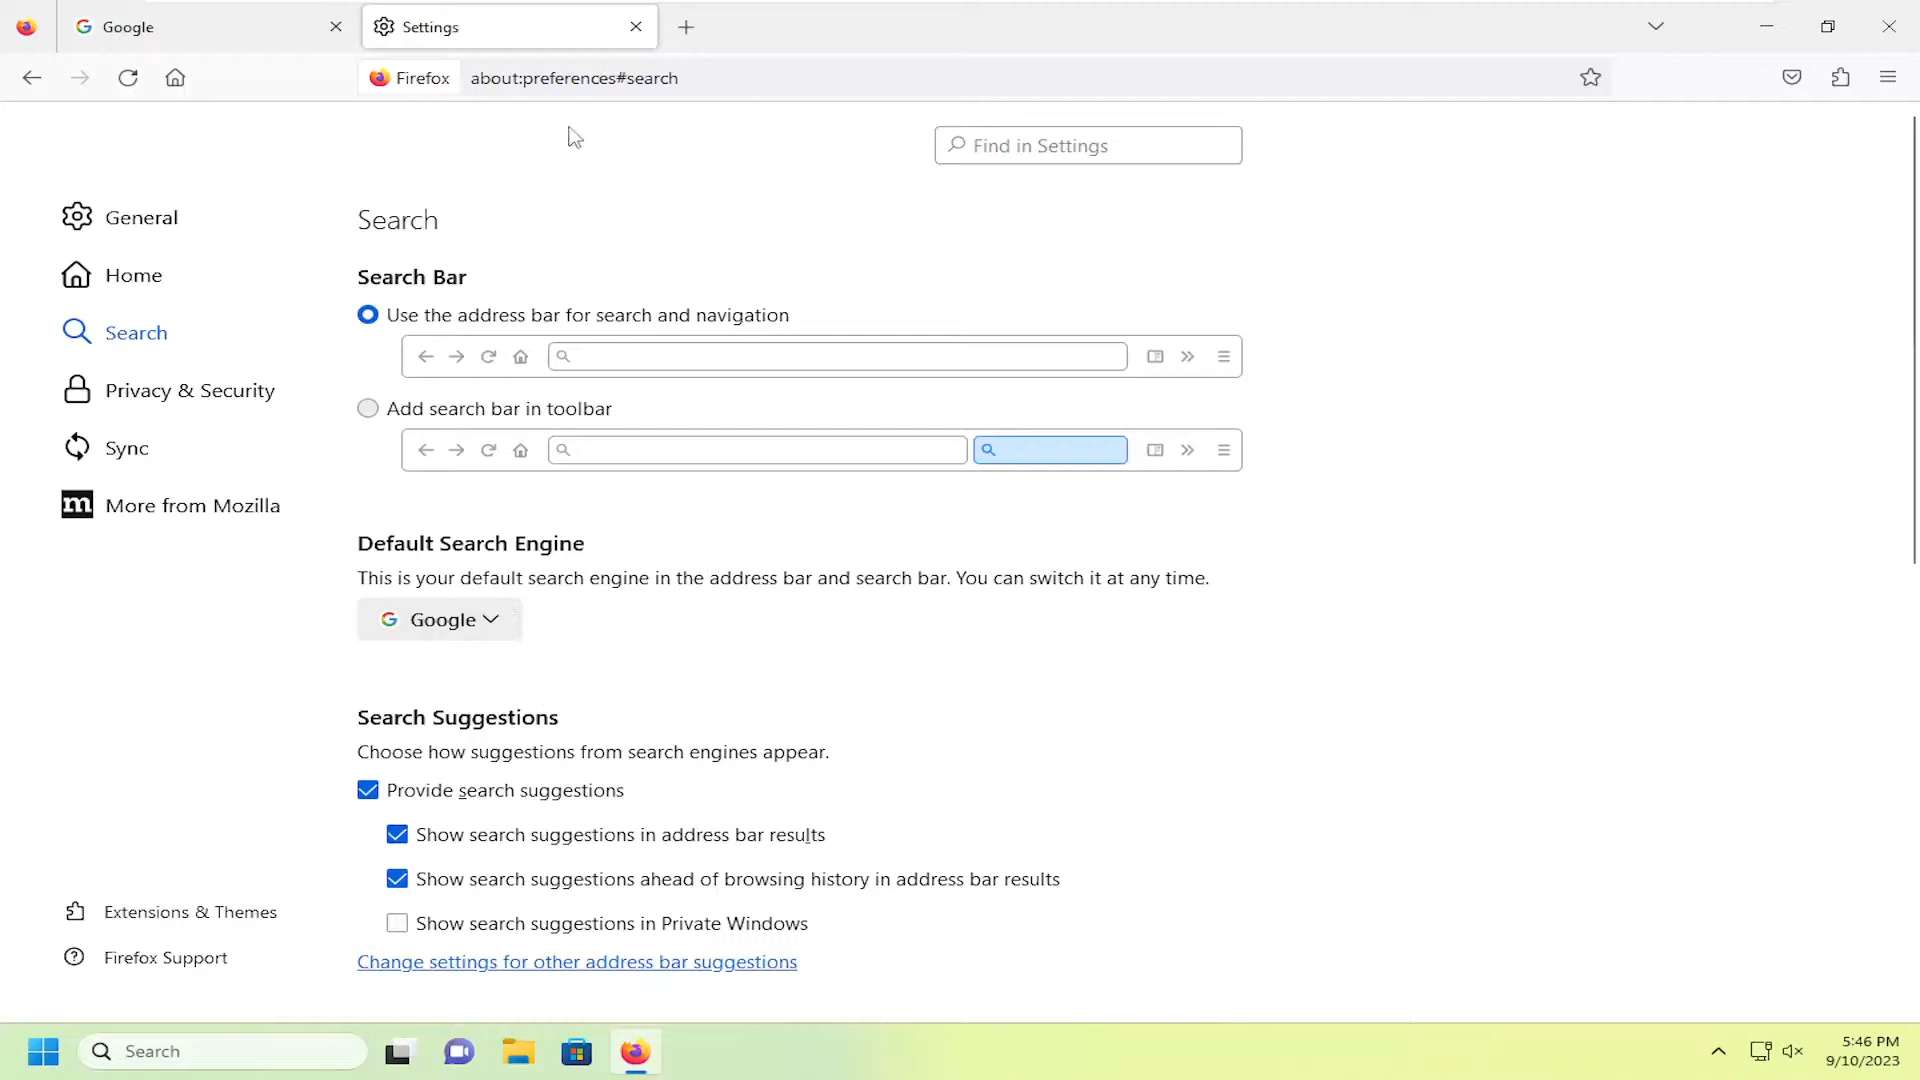 Google
Settings
Firefox
about:preferences#search
Find in Settings
General
Home
Search
Privacy & Security
Sync
More from Mozilla
Extensions & Themes
Firefox Support
Search
Search Bar
Use the address bar for search and navigation
Add search bar in toolbar
Default Search Engine
This is your default search engine in the address bar and search bar. You can switch it at any time.
Google
Search Suggestions
Choose how suggestions from search engines appear.
Provide search suggestions
Show search suggestions in address bar results
Show search suggestions ahead of browsing history in address bar results
Show search suggestions in Private Windows
Change settings for other address bar suggestions
Search
5:46 PM
9/10/2023